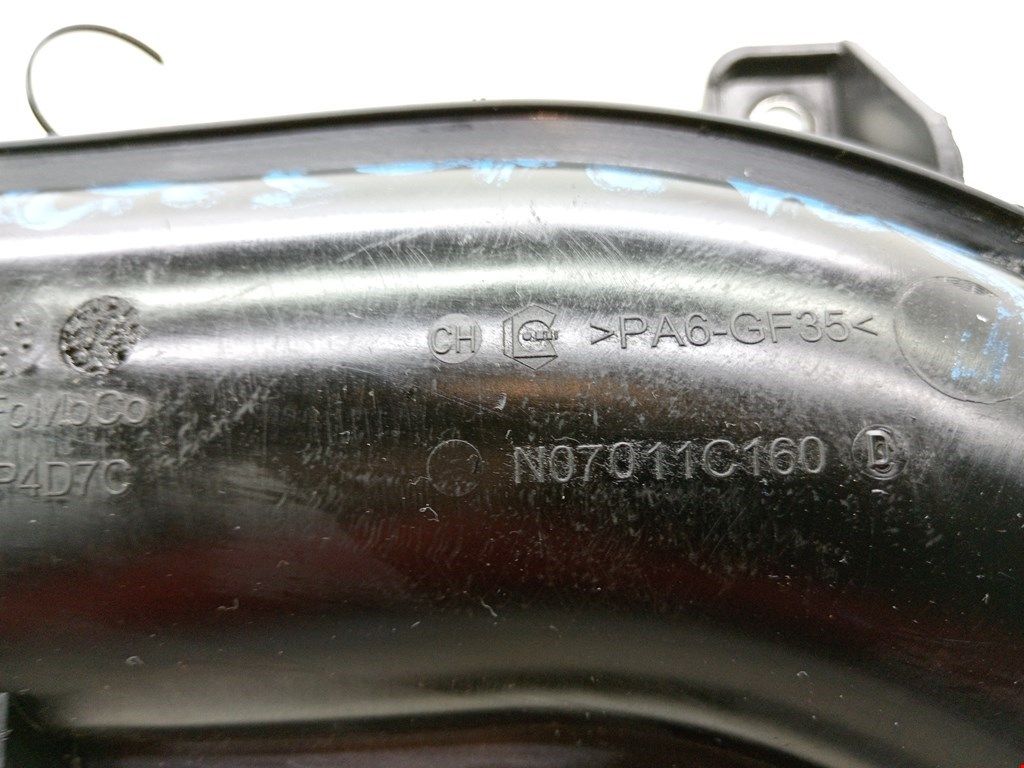 CH >PA6-GF35<
FoMoCo
P4D7C N07011C160 D